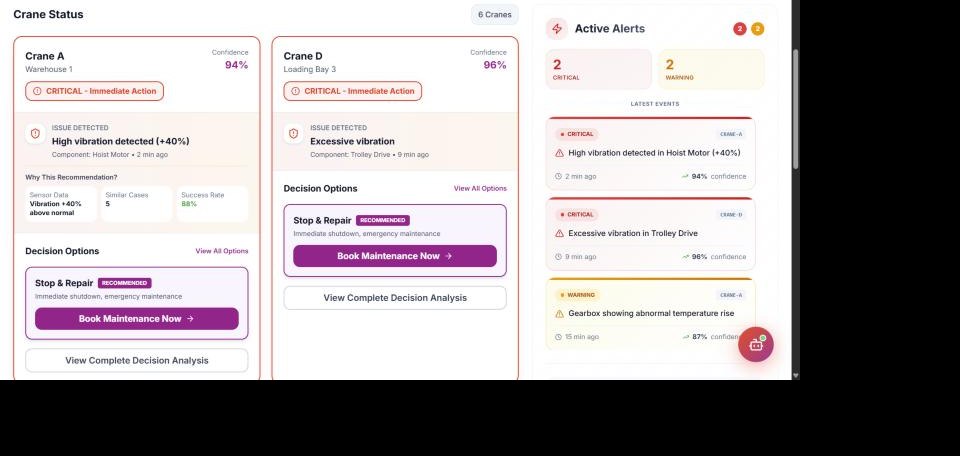 Crane Status
6 Cranes
Crane A
Warehouse 1
Confidence
94%
CRITICAL - Immediate Action
ISSUE DETECTED
High vibration detected (+40%)
Component: Hoist Motor • 2 min ago
Why This Recommendation?
Sensor Data
Vibration +40%
above normal
Similar Cases
5
Success Rate
88%
Decision Options
View All Options
Stop & Repair
RECOMMENDED
Immediate shutdown, emergency maintenance
Book Maintenance Now →
View Complete Decision Analysis
Crane D
Loading Bay 3
Confidence
96%
CRITICAL - Immediate Action
ISSUE DETECTED
Excessive vibration
Component: Trolley Drive • 9 min ago
Decision Options
View All Options
Stop & Repair
RECOMMENDED
Immediate shutdown, emergency maintenance
Book Maintenance Now →
View Complete Decision Analysis
Active Alerts
2
2
2
CRITICAL
2
WARNING
LATEST EVENTS
CRITICAL
CRANE-A
High vibration detected in Hoist Motor (+40%)
2 min ago
94% confidence
CRITICAL
CRANE-D
Excessive vibration in Trolley Drive
9 min ago
96% confidence
WARNING
CRANE-A
Gearbox showing abnormal temperature rise
15 min ago
87%